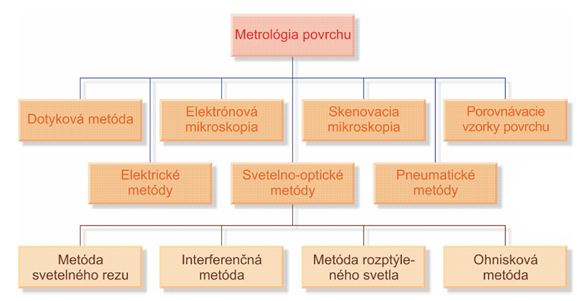 Metrológia povrchu
Dotyková metóda
Elektrónová
mikroskopia
Skenovacia
mikroskopia
Porovnávacie
vzorky povrchu
Elektrické
metódy
Svetelno-optické
metódy
Pneumatické
metódy
Metóda
svetelného rezu
Interferenčná
metóda
Metóda rozptýle-
ného svetla
Ohnisková
metóda